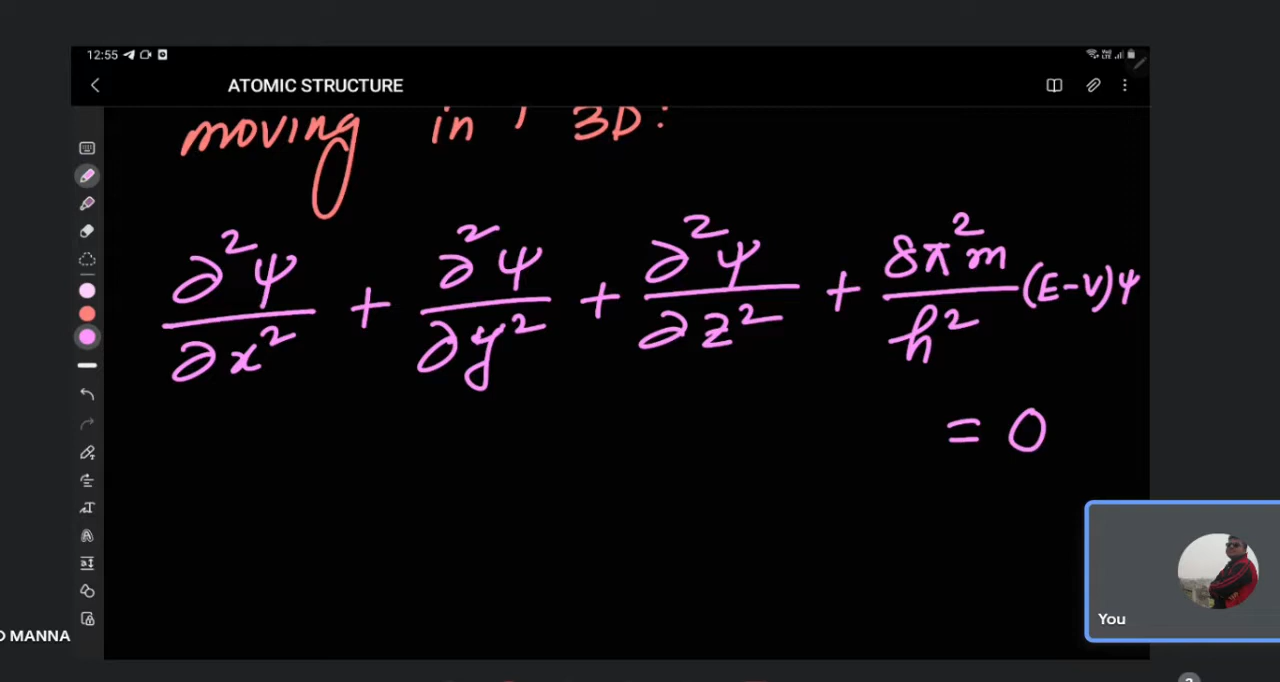 12:55
ATOMIC STRUCTURE
moving in 3D:
∂²ψ/∂x² + ∂²ψ/∂y² + ∂²ψ/∂z² + 8π²m/h² (E-V)ψ
= 0
You
MANNA